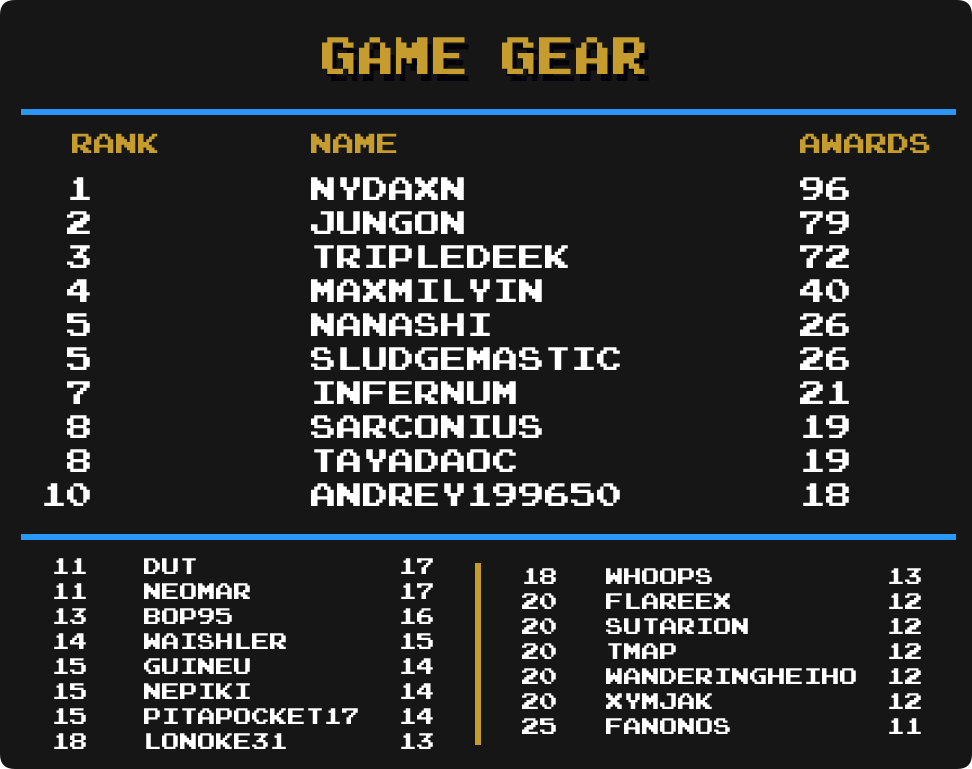 GAME GEAR
RANK NAME AWARDS
1 NYDAXN 96
2 JUNGON 79
3 TRIPLEDEEK 72
4 MAXMILYIN 40
5 NANASHI 26
5 SLUDGEMASTIC 26
7 INFERNUM 21
8 SARCONIUS 19
8 TAYADAOC 19
10 ANDREY199650 18
11 DUT 17
11 NEOMAR 17
13 BOP95 16
14 WAISHLER 15
15 GUINEU 14
15 NEPIKI 14
15 PITAPOCKET17 14
18 LONOKE31 13
18 WHOOPS 13
20 FLAREEX 12
20 SUTARION 12
20 TMAP 12
20 WANDERINGHEIHO 12
20 XYMJAK 12
25 FANONOS 11